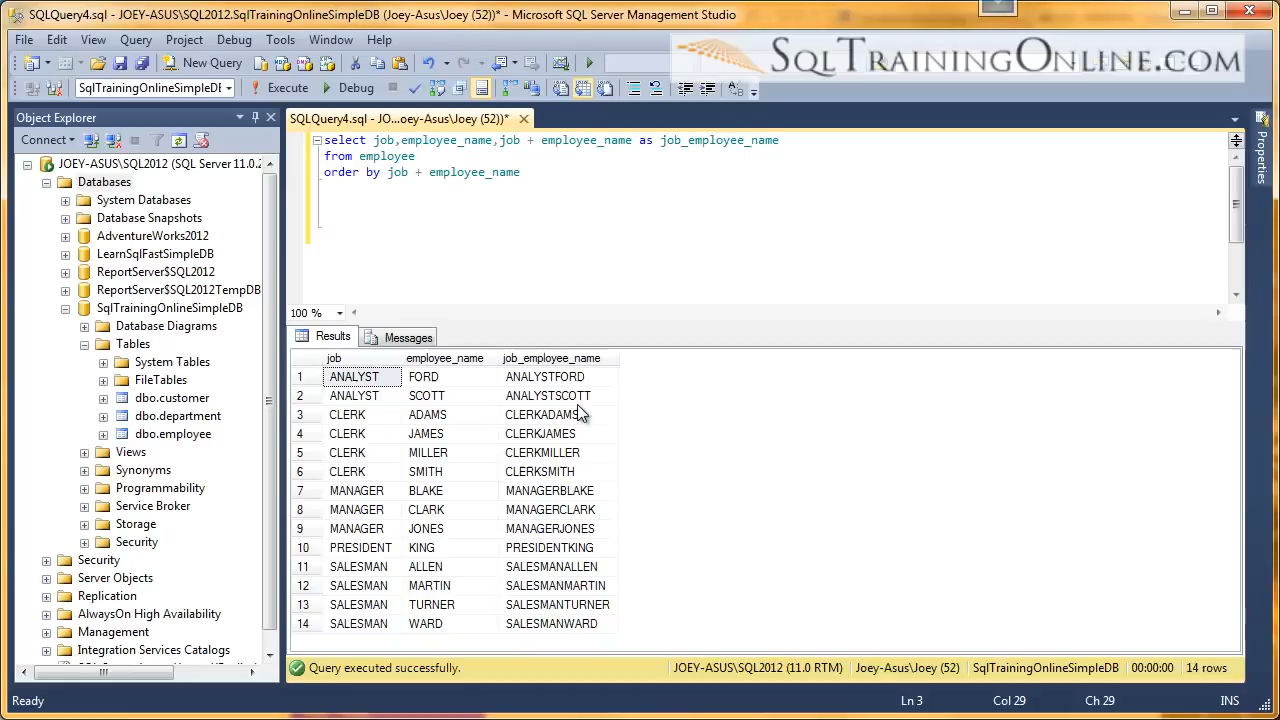 SQLQuery4.sql - JOEY-ASUS\SQL2012.SqlTrainingOnlineSimpleDB (Joey-Asus\Joey (52))* - Microsoft SQL Server Management Studio
File Edit View Query Project Debug Tools Window Help
SQLTRAININGONLINE.COM
New Query
SqlTrainingOnlineSimpleDE Execute Debug
Object Explorer
Connect
JOEY-ASUS\SQL2012 (SQL Server 11.0.2
Databases
System Databases
Database Snapshots
AdventureWorks2012
LearnSqlFastSimpleDB
ReportServer$SQL2012
ReportServer$SQL2012TempDB
SqlTrainingOnlineSimpleDB
Database Diagrams
Tables
System Tables
FileTables
dbo.customer
dbo.department
dbo.employee
Views
Synonyms
Programmability
Service Broker
Storage
Security
Security
Server Objects
Replication
AlwaysOn High Availability
Management
Integration Services Catalogs
SQLQuery4.sql - JO...oey-Asus\Joey (52))*
select job,employee_name,job + employee_name as job_employee_name
from employee
order by job + employee_name
100 %
Results Messages
job employee_name job_employee_name
1 ANALYST FORD ANALYSTFORD
2 ANALYST SCOTT ANALYSTSCOTT
3 CLERK ADAMS CLERKADAMS
4 CLERK JAMES CLERKJAMES
5 CLERK MILLER CLERKMILLER
6 CLERK SMITH CLERKSMITH
7 MANAGER BLAKE MANAGERBLAKE
8 MANAGER CLARK MANAGERCLARK
9 MANAGER JONES MANAGERJONES
10 PRESIDENT KING PRESIDENTKING
11 SALESMAN ALLEN SALESMANALLEN
12 SALESMAN MARTIN SALESMANMARTIN
13 SALESMAN TURNER SALESMANTURNER
14 SALESMAN WARD SALESMANWARD
Query executed successfully. JOEY-ASUS\SQL2012 (11.0 RTM) Joey-Asus\Joey (52) SqlTrainingOnlineSimpleDB 00:00:00 14 rows
Properties
Ready Ln 3 Col 29 Ch 29 INS